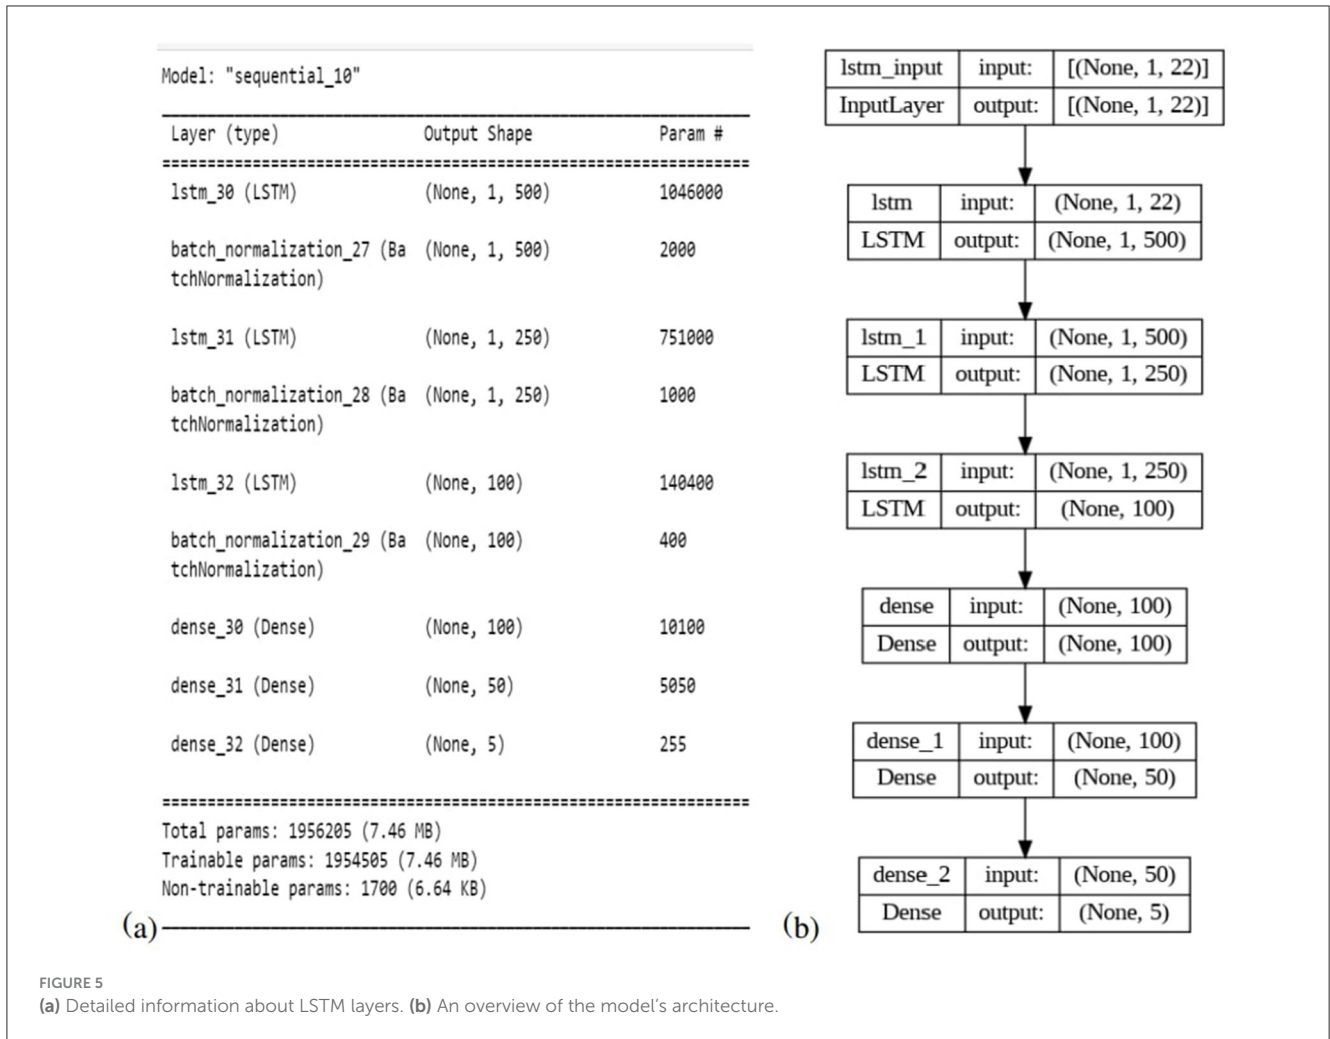 Model: "sequential_10"
Layer (type) Output Shape Param #
lstm_30 (LSTM) (None, 1, 500) 1046000
batch_normalization_27 (Ba (None, 1, 500) 2000
tchNormalization)
lstm_31 (LSTM) (None, 1, 250) 751000
batch_normalization_28 (Ba (None, 1, 250) 1000
tchNormalization)
lstm_32 (LSTM) (None, 100) 140400
batch_normalization_29 (Ba (None, 100) 400
tchNormalization)
dense_30 (Dense) (None, 100) 10100
dense_31 (Dense) (None, 50) 5050
dense_32 (Dense) (None, 5) 255
Total params: 1956205 (7.46 MB)
Trainable params: 1954505 (7.46 MB)
Non-trainable params: 1700 (6.64 KB)
(a)
lstm_input input: [(None, 1, 22)]
InputLayer output: [(None, 1, 22)]
lstm input: (None, 1, 22)
LSTM output: (None, 1, 500)
lstm_1 input: (None, 1, 500)
LSTM output: (None, 1, 250)
lstm_2 input: (None, 1, 250)
LSTM output: (None, 100)
dense input: (None, 100)
Dense output: (None, 100)
dense_1 input: (None, 100)
Dense output: (None, 50)
dense_2 input: (None, 50)
Dense output: (None, 5)
(b)
FIGURE 5
(a) Detailed information about LSTM layers. (b) An overview of the model's architecture.